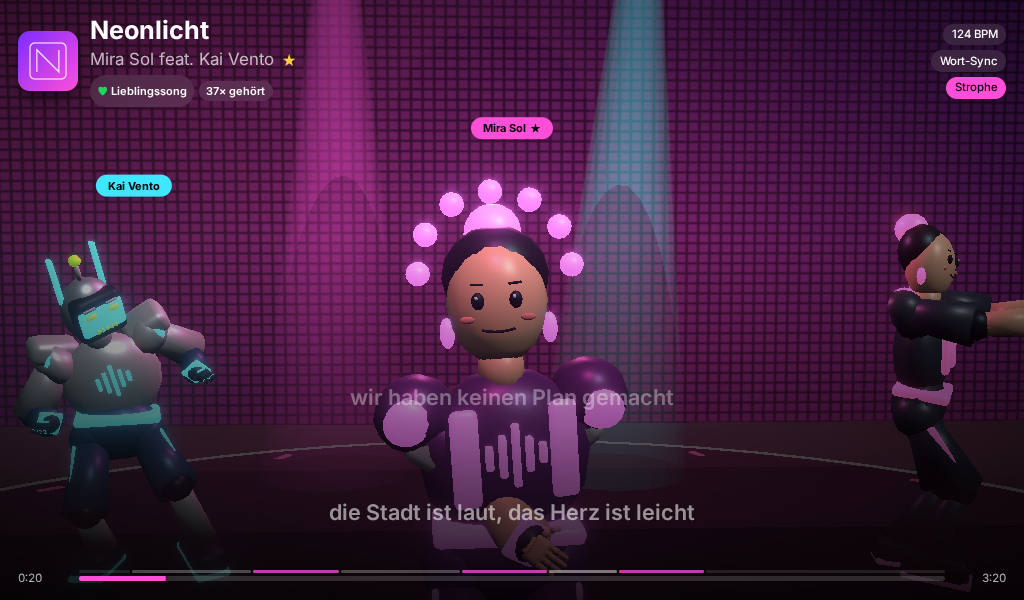 Neonlicht
Mira Sol feat. Kai Vento ★
Lieblingssong
37× gehört
124 BPM
Wort-Sync
Strophe
Mira Sol ★
Kai Vento
wir haben keinen Plan gemacht
die Stadt ist laut, das Herz ist leicht
0:20
3:20